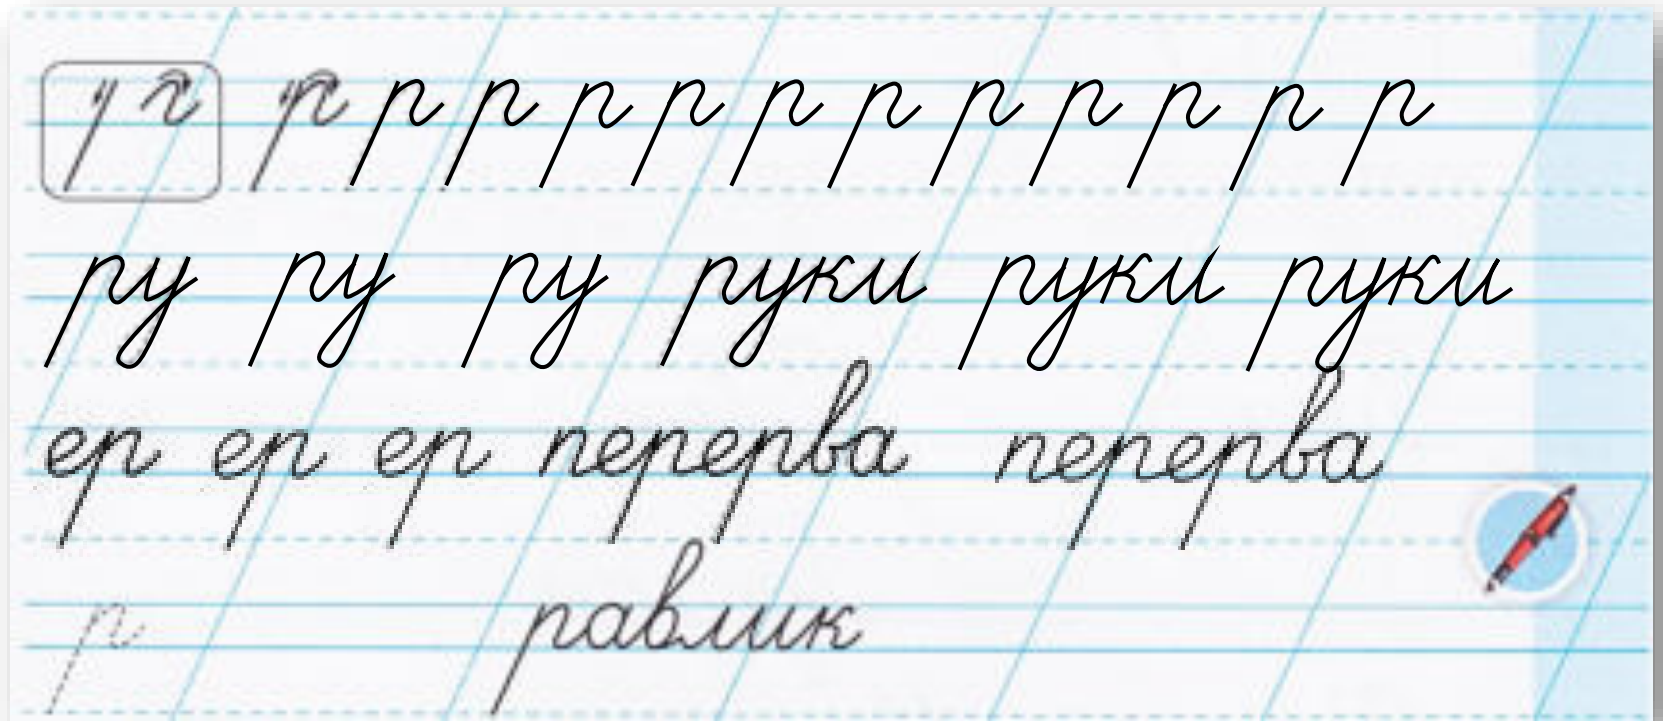 р р р р р р р р р р р р
ру ру ру руки руки руки
ер ер ер перерва перерва
р равлик